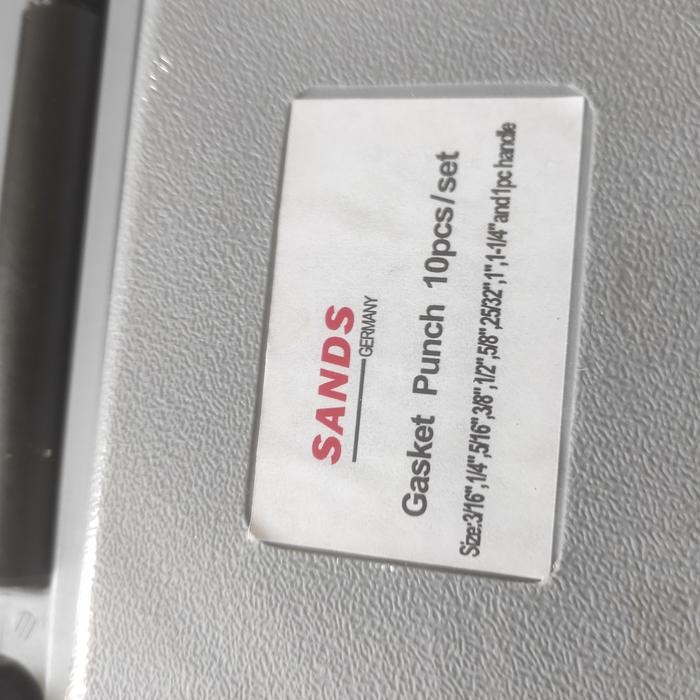 SANDS
GERMANY
Gasket Punch 10pcs/set
Size:3/16",1/4",5/16",3/8",1/2",5/8",25/32",1",1-1/4"and1pc handle